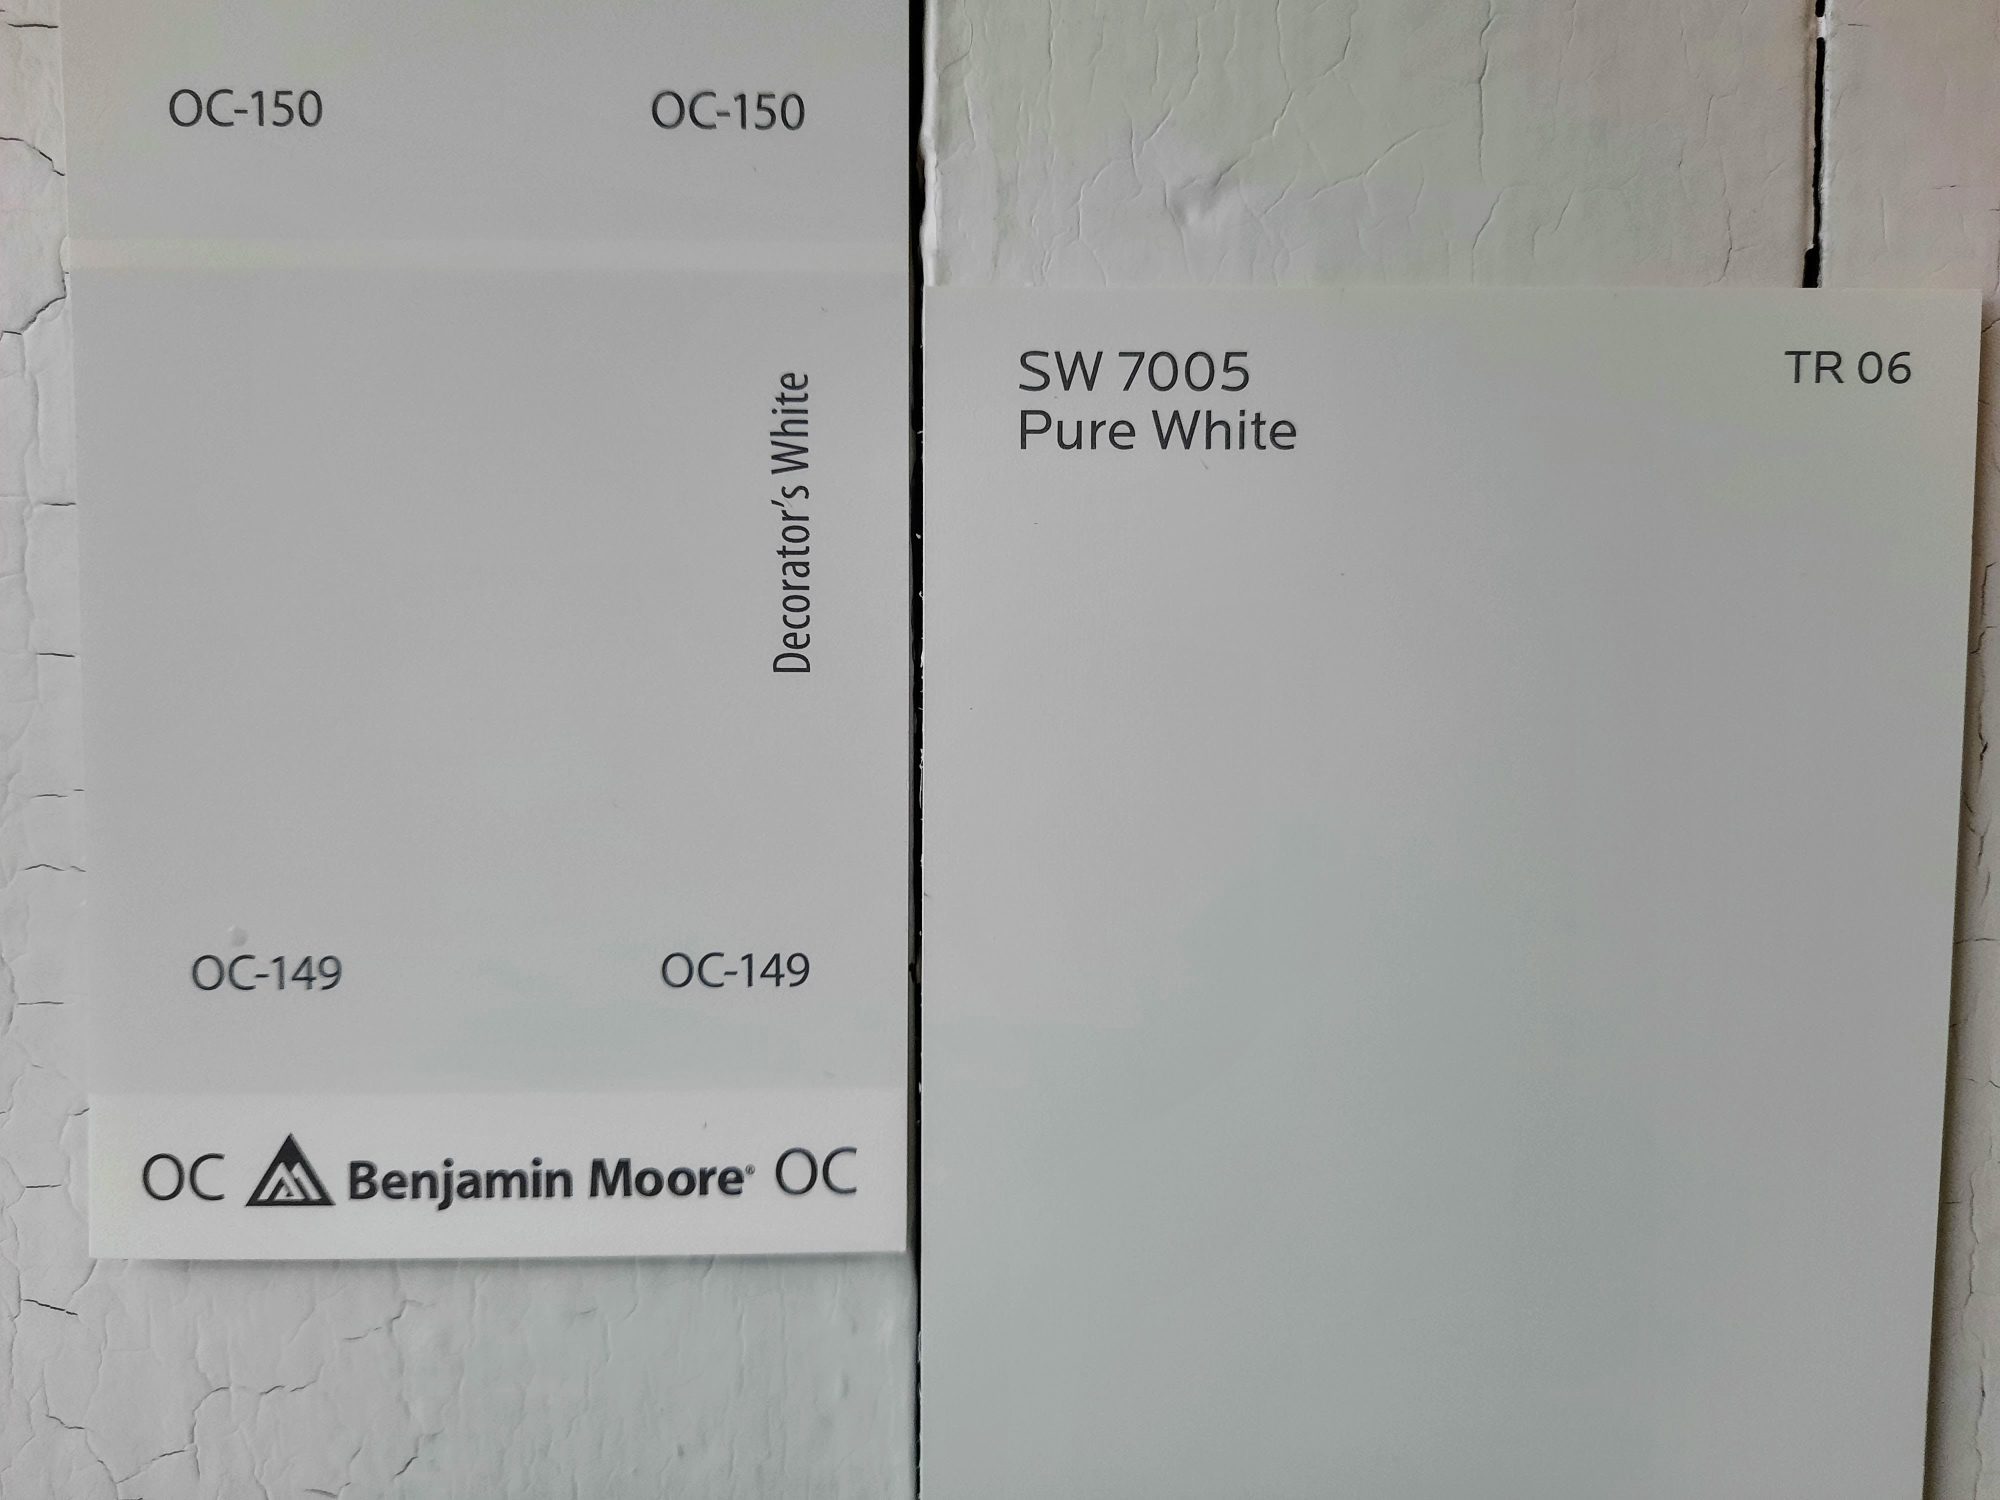 OC-150 OC-150
Decorator's White
OC-149 OC-149
OC Benjamin Moore® OC
SW 7005 TR 06
Pure White